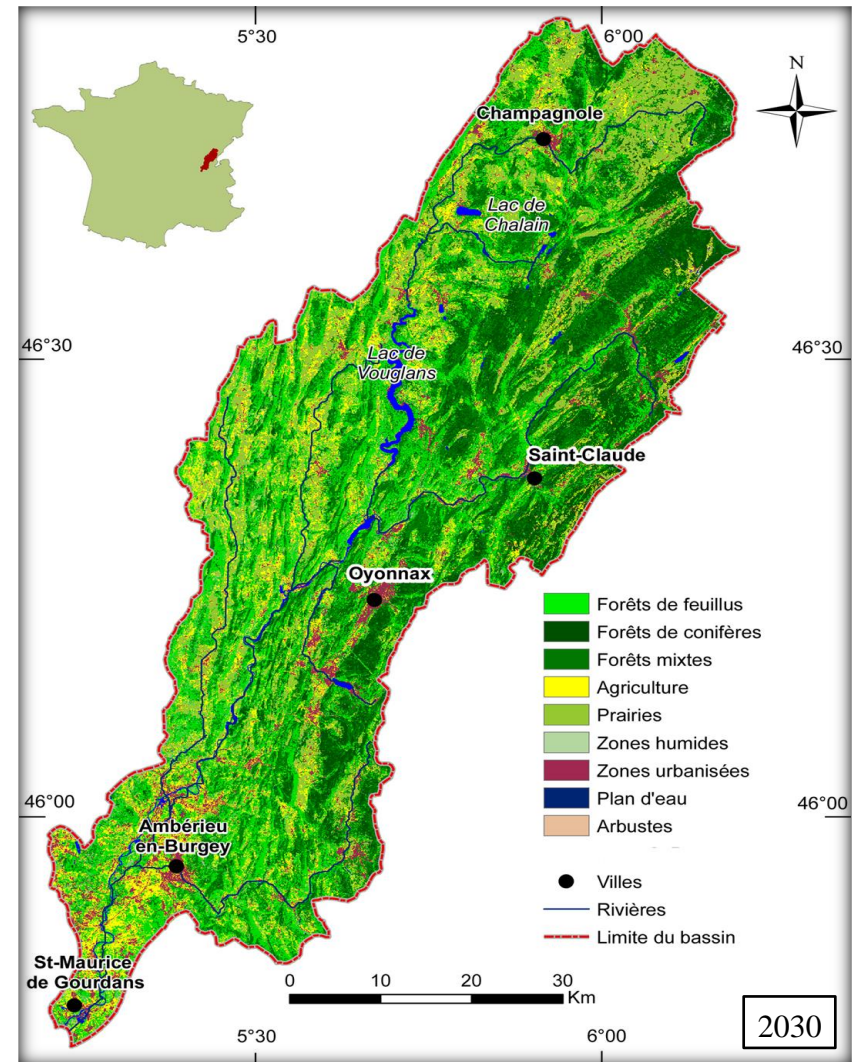 5°30
6°00
N
Champagnole
Lac de
Chalain
46°30
46°30
Lac de
Vouglans
Saint-Claude
Oyonnax
Forêts de feuillus
Forêts de conifères
Forêts mixtes
Agriculture
Prairies
Zones humides
Zones urbanisées
Plan d'eau
Arbustes
46°00
46°00
Ambérieu
en-Burgey
Villes
Rivières
Limite du bassin
St-Maurice
de Gourdans
0 10 20 30
Km
2030
5°30
6°00